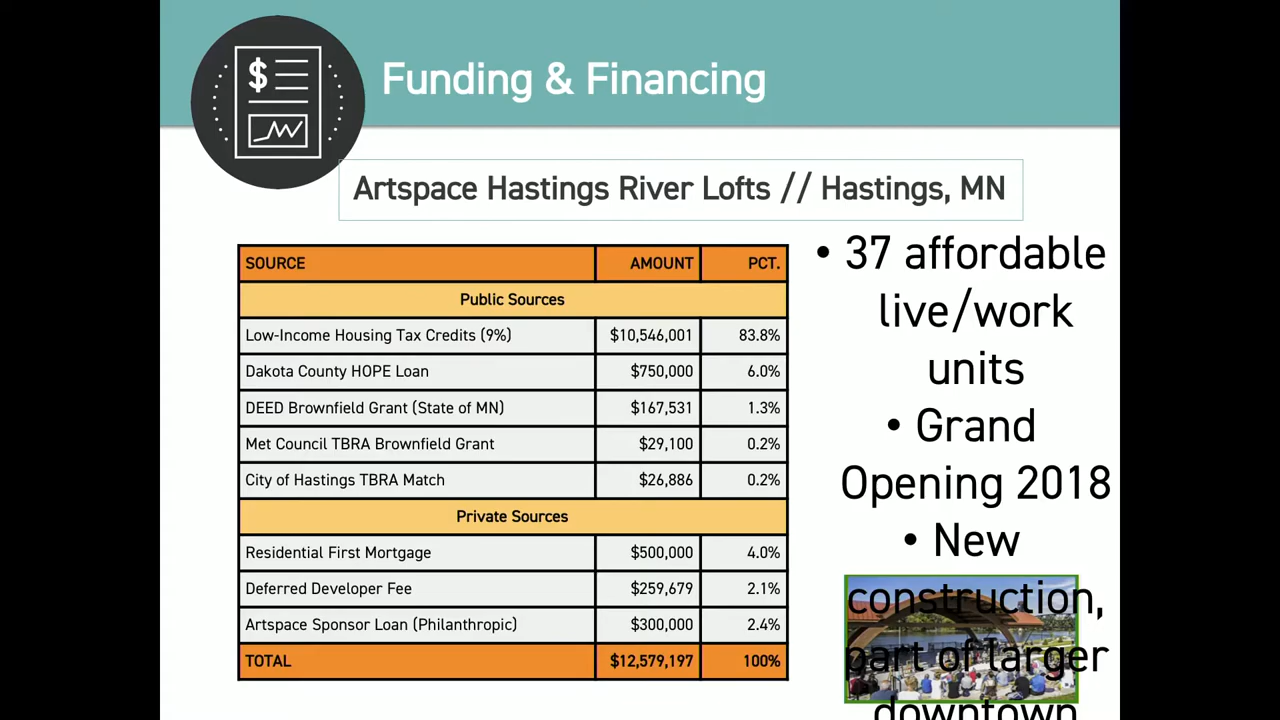 $
Funding & Financing
Artspace Hastings River Lofts // Hastings, MN
SOURCE AMOUNT PCT.
Public Sources
Low-Income Housing Tax Credits (9%) $10,546,001 83.8%
Dakota County HOPE Loan $750,000 6.0%
DEED Brownfield Grant (State of MN) $167,531 1.3%
Met Council TBRA Brownfield Grant $29,100 0.2%
City of Hastings TBRA Match $26,886 0.2%
Private Sources
Residential First Mortgage $500,000 4.0%
Deferred Developer Fee $259,679 2.1%
Artspace Sponsor Loan (Philanthropic) $300,000 2.4%
TOTAL $12,579,197 100%
• 37 affordable
live/work
units
• Grand
Opening 2018
• New
construction,
part of larger
downtown